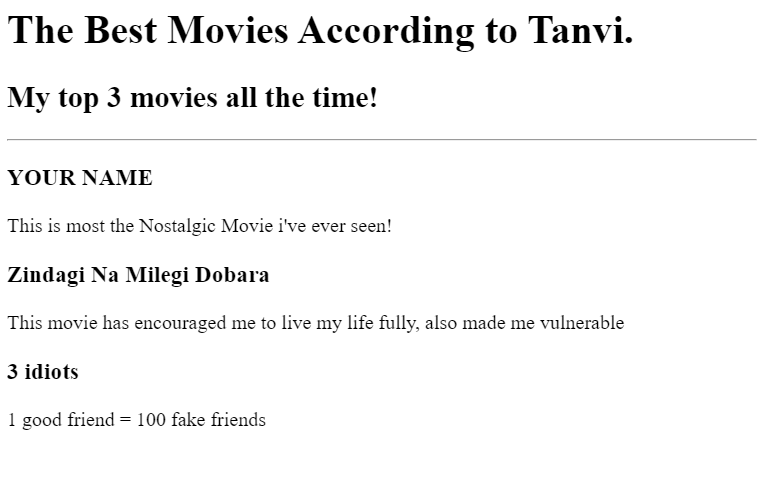 The Best Movies According to Tanvi.
My top 3 movies all the time!
YOUR NAME
This is most the Nostalgic Movie i've ever seen!
Zindagi Na Milegi Dobara
This movie has encouraged me to live my life fully, also made me vulnerable
3 idiots
1 good friend = 100 fake friends